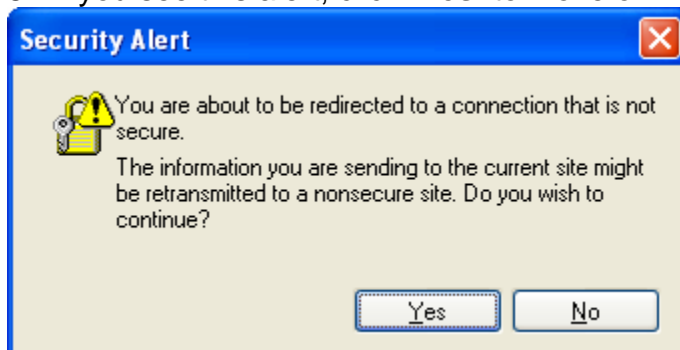 Security Alert
You are about to be redirected to a connection that is not
secure.
The information you are sending to the current site might
be retransmitted to a nonsecure site. Do you wish to
continue?
Yes No